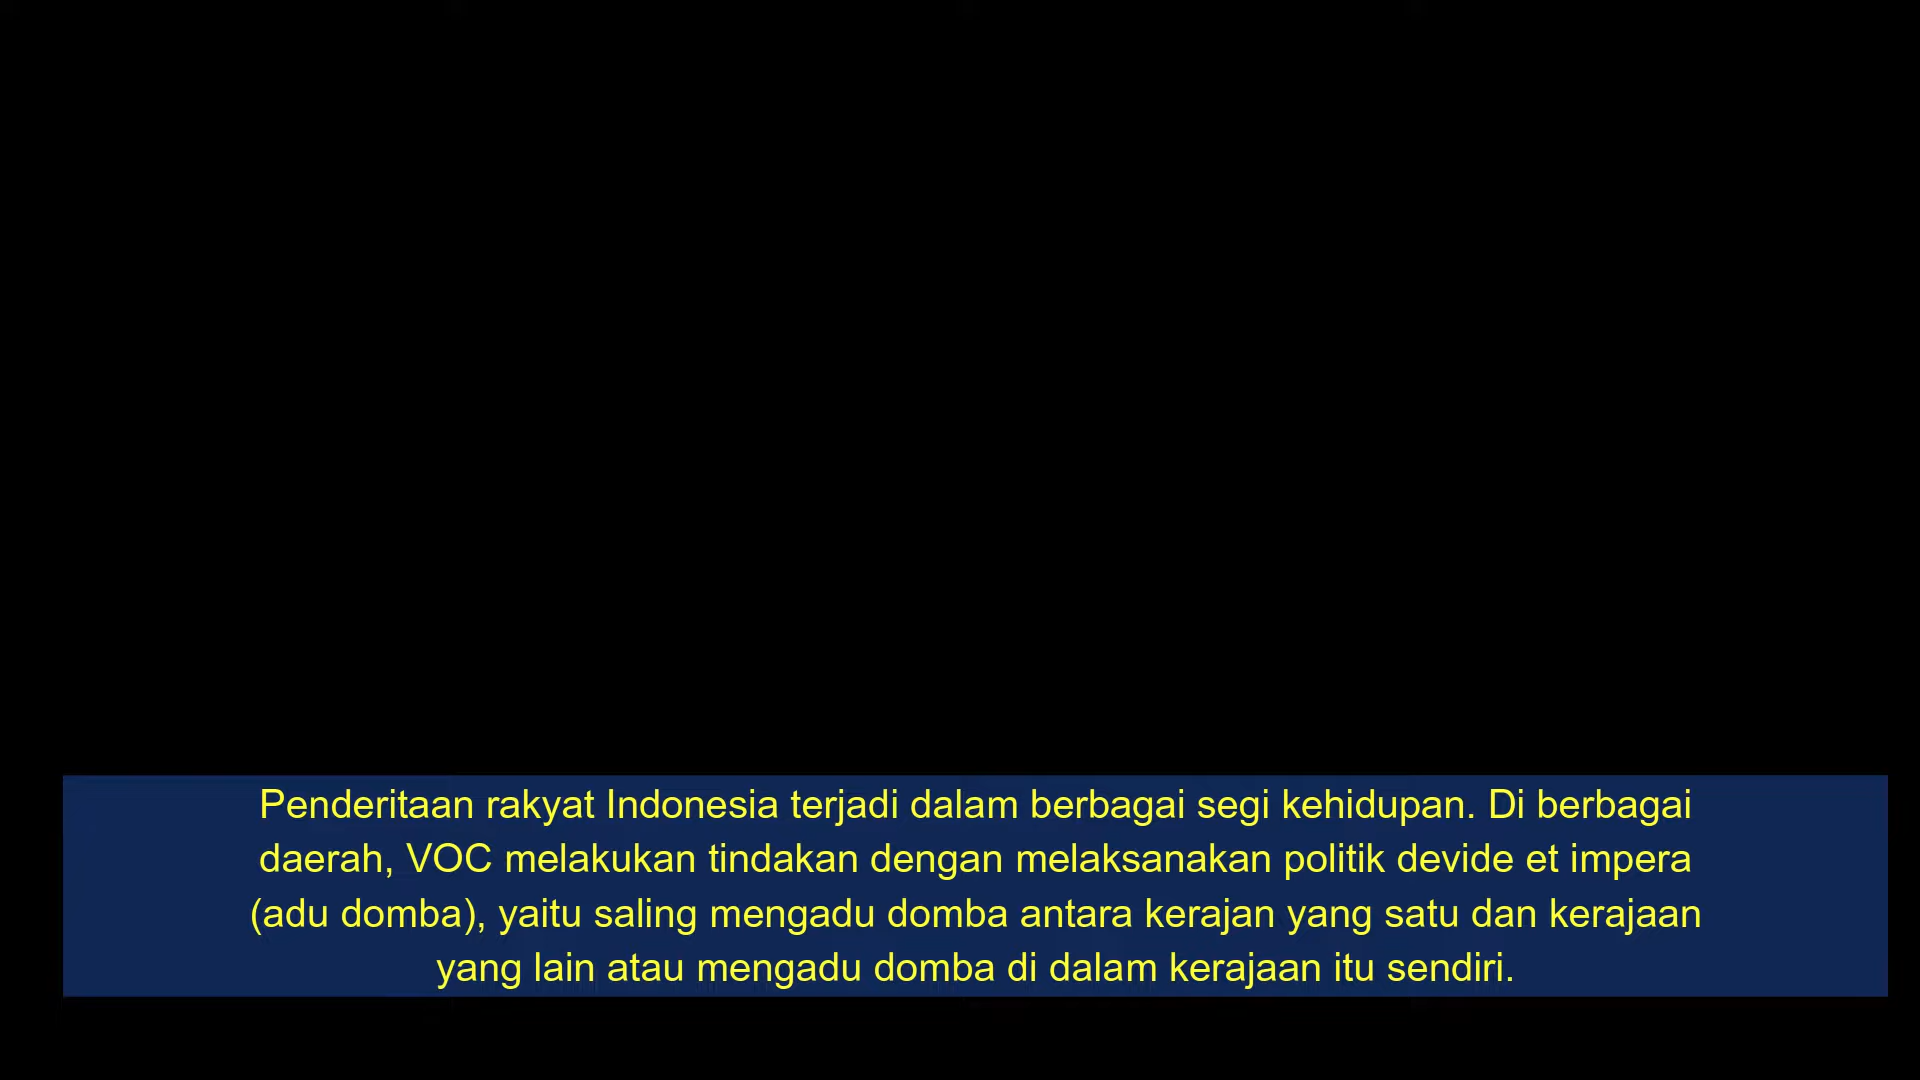 Penderitaan rakyat Indonesia terjadi dalam berbagai segi kehidupan. Di berbagai
daerah, VOC melakukan tindakan dengan melaksanakan politik devide et impera
(adu domba), yaitu saling mengadu domba antara kerajan yang satu dan kerajaan
yang lain atau mengadu domba di dalam kerajaan itu sendiri.